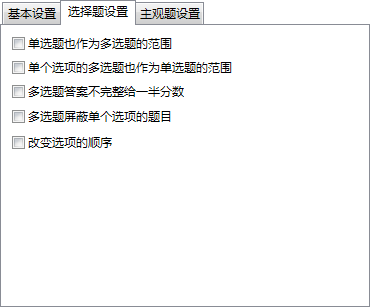 基本设置 选择题设置 主观题设置
单选题也作为多选题的范围
单个选项的多选题也作为单选题的范围
多选题答案不完整给一半分数
多选题屏蔽单个选项的题目
改变选项的顺序